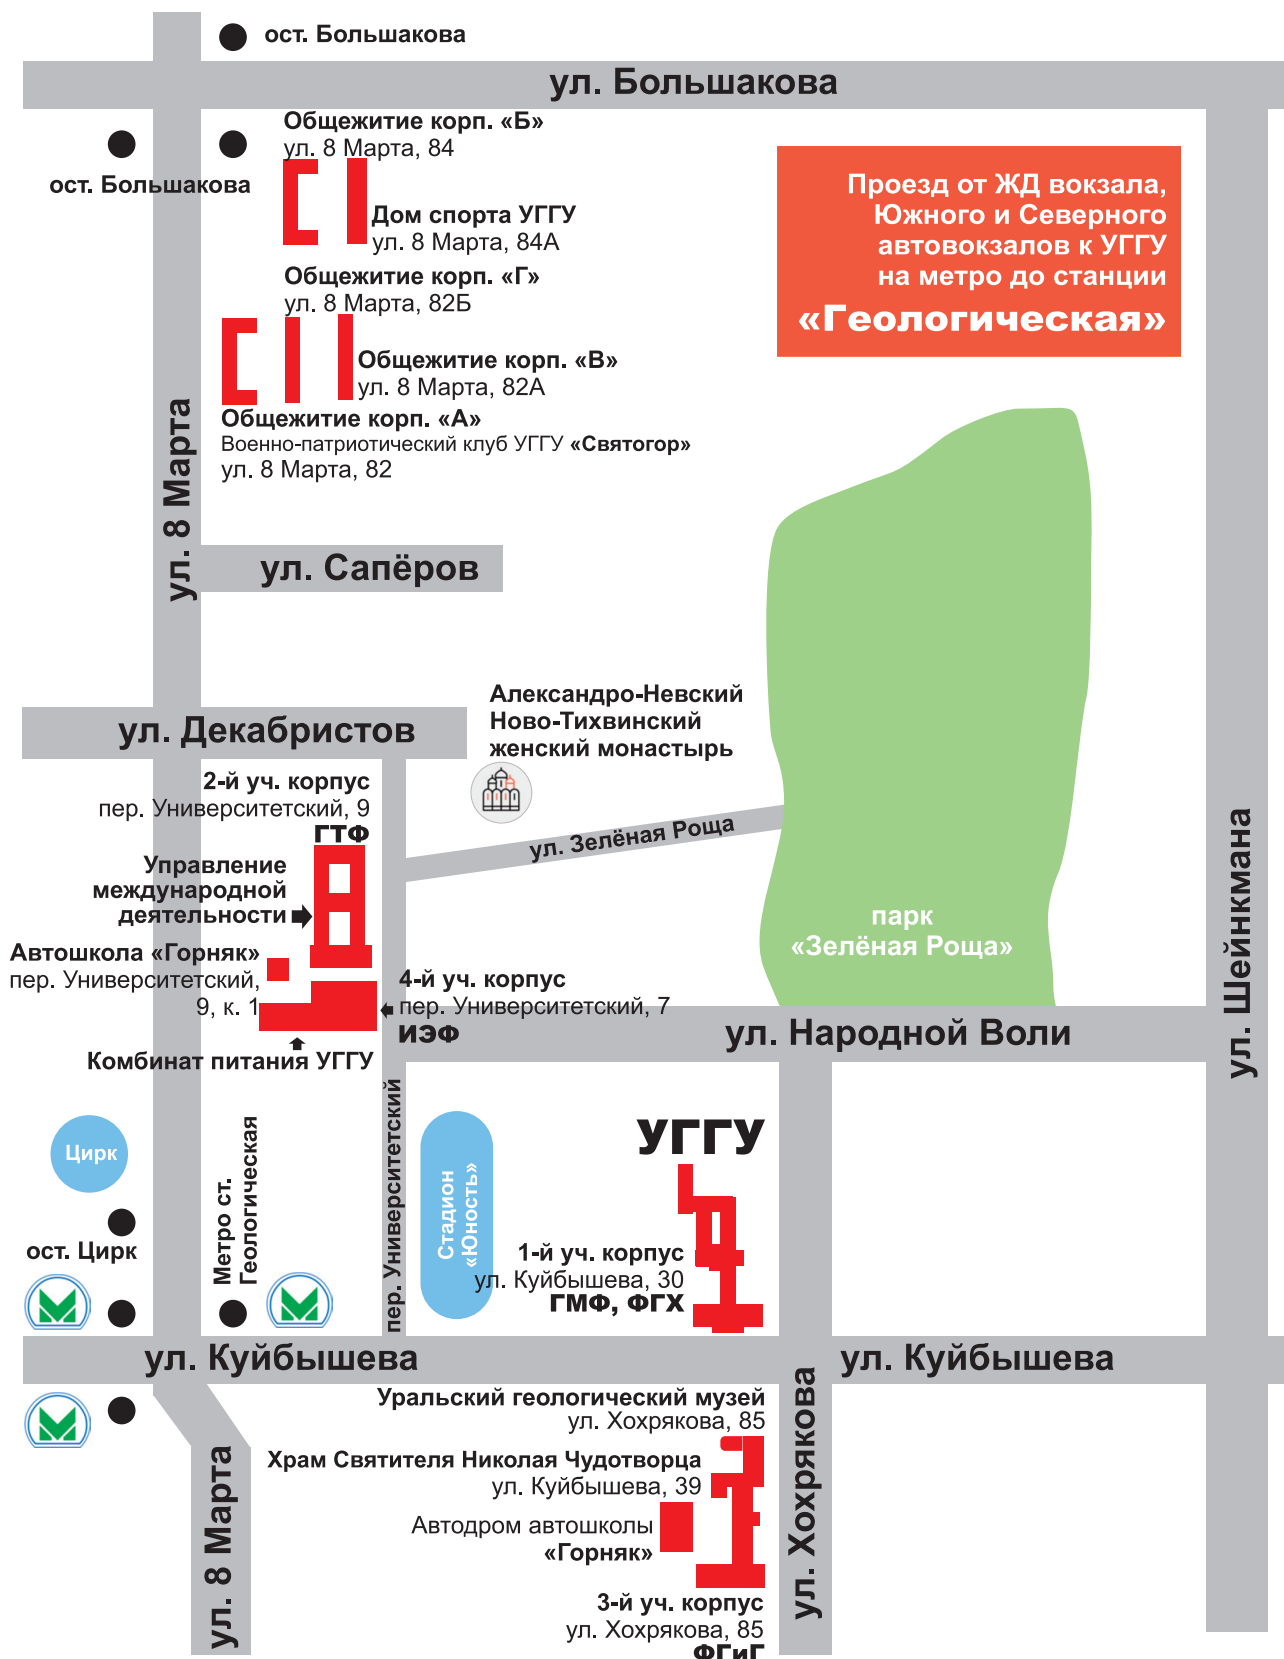 ост. Большакова
ул. Большакова
Общежитие корп. «Б»
ул. 8 Марта, 84
ост. Большакова
Дом спорта УГГУ
ул. 8 Марта, 84А
Проезд от ЖД вокзала,
Южного и Северного
автовокзалов к УГГУ
на метро до станции
«Геологическая»
Общежитие корп. «Г»
ул. 8 Марта, 82Б
Общежитие корп. «В»
ул. 8 Марта, 82А
Общежитие корп. «А»
Военно-патриотический клуб УГГУ «Святогор»
ул. 8 Марта, 82
ул. 8 Марта
ул. Сапёров
Александро-Невский
Ново-Тихвинский
женский монастырь
ул. Декабристов
2-й уч. корпус
пер. Университетский, 9
ГТФ
ул. Зелёная Роща
Управление
международной
деятельности
парк
«Зелёная Роща»
ул. Шейнкмана
Автошкола «Горняк»
пер. Университетский,
9, к. 1
4-й уч. корпус
пер. Университетский, 7
ИЭФ
ул. Народной Воли
Комбинат питания УГГУ
пер. Университетский
Цирк
Метро ст.
Геологическая
Стадион
«Юность»
УГГУ
ост. Цирк
1-й уч. корпус
ул. Куйбышева, 30
ГМФ, ФГХ
ул. Куйбышева
ул. Куйбышева
Уральский геологический музей
ул. Хохрякова, 85
Храм Святителя Николая Чудотворца
ул. Куйбышева, 39
Автодром автошколы
«Горняк»
ул. 8 Марта
ул. Хохрякова
3-й уч. корпус
ул. Хохрякова, 85
ФГиГ